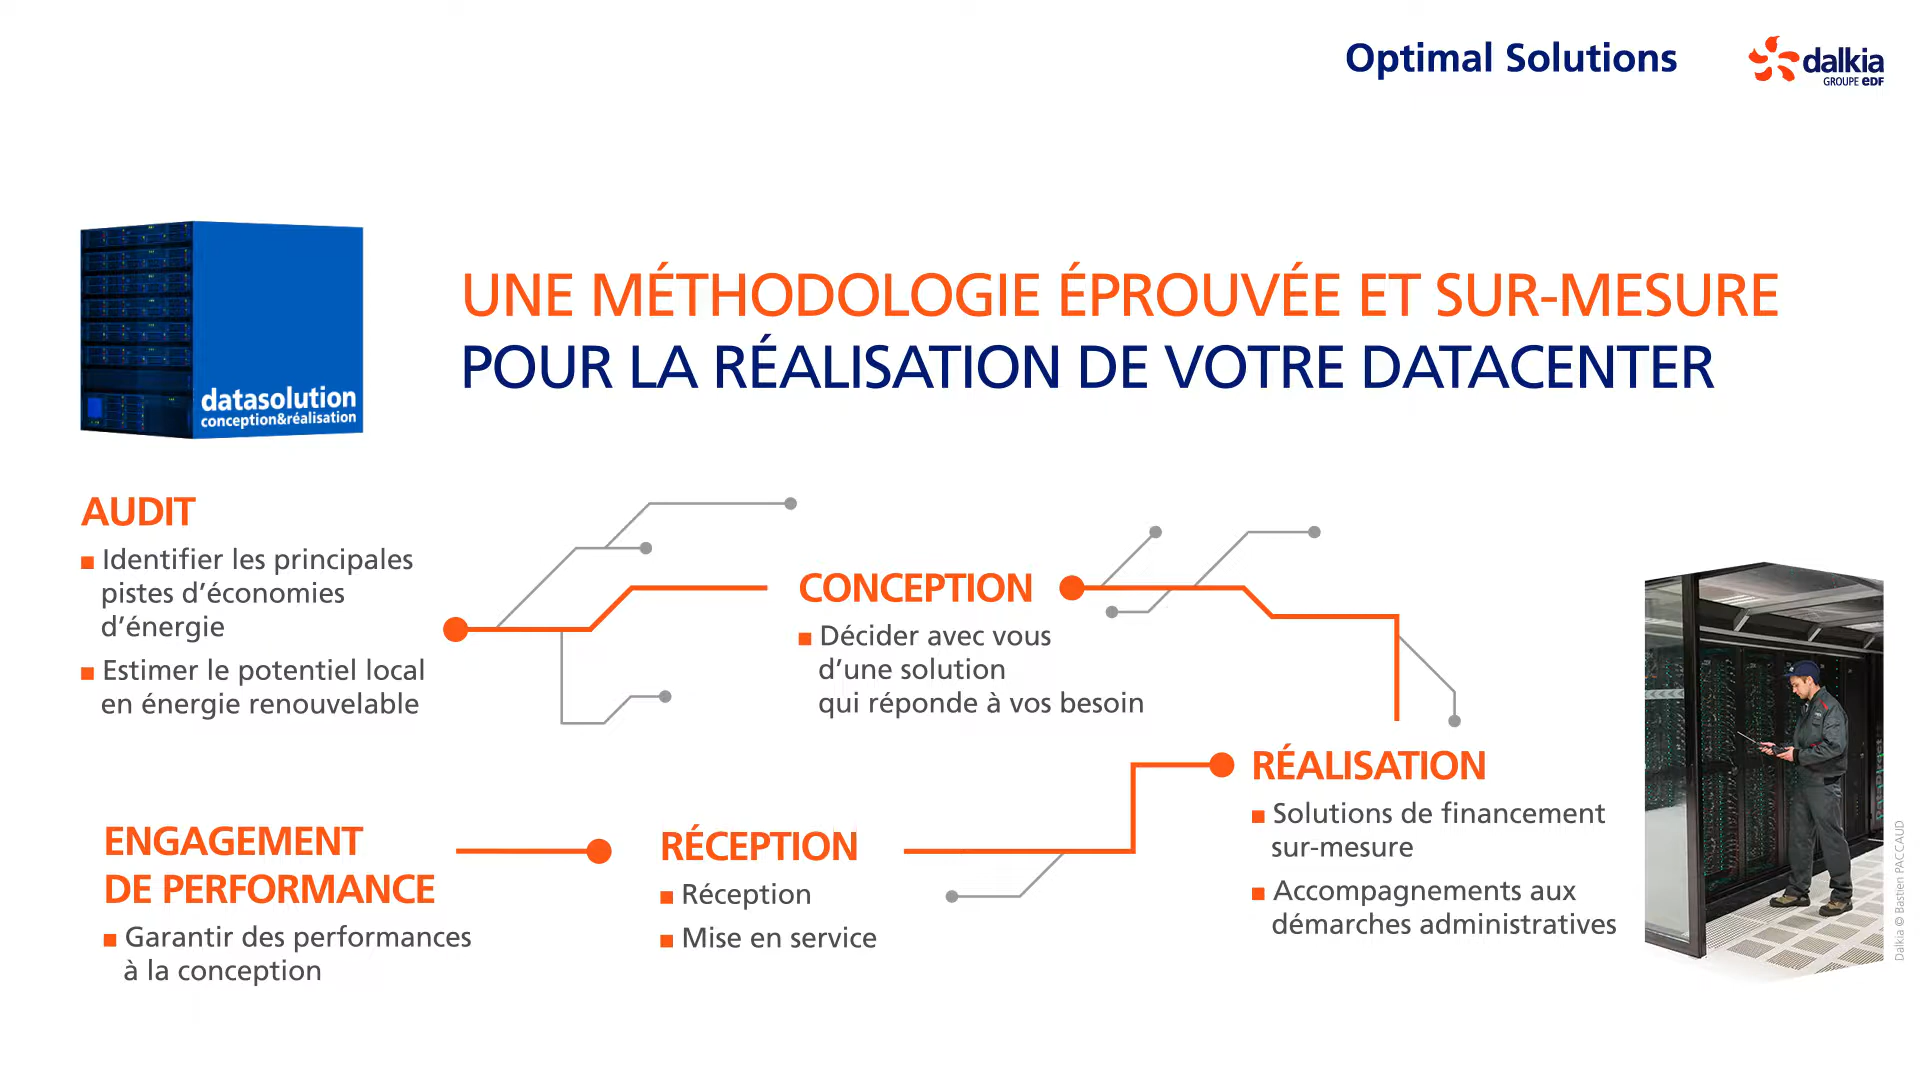 Optimal Solutions
dalkia
GROUPE EDF
datasolution
conception&réalisation
UNE MÉTHODOLOGIE ÉPROUVÉE ET SUR-MESURE
POUR LA RÉALISATION DE VOTRE DATACENTER
AUDIT
Identifier les principales
pistes d’économies
d’énergie
Estimer le potentiel local
en énergie renouvelable
CONCEPTION
Décider avec vous
d’une solution
qui réponde à vos besoin
RÉALISATION
Solutions de financement
sur-mesure
Accompagnements aux
démarches administratives
RÉCEPTION
Réception
Mise en service
ENGAGEMENT
DE PERFORMANCE
Garantir des performances
à la conception
Dalkia © Bastien PACCAUD